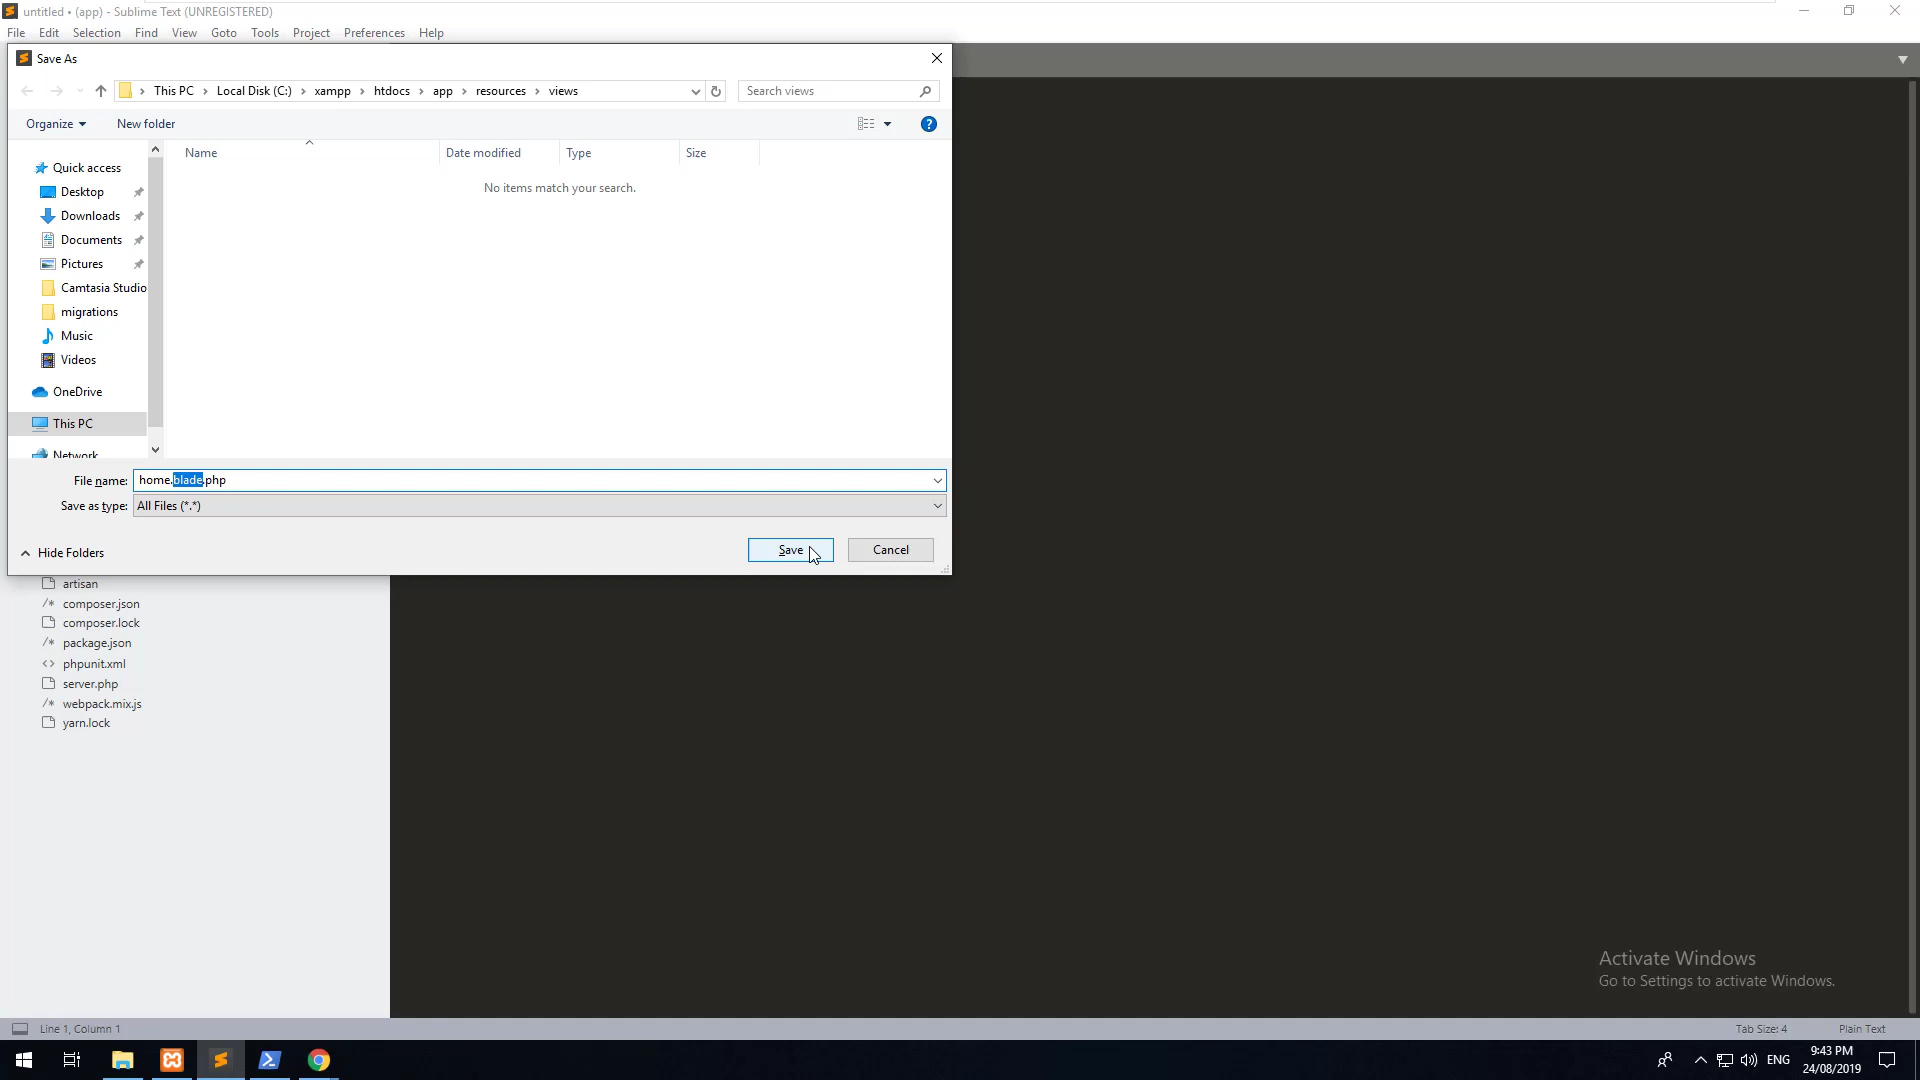 untitled • (app) - Sublime Text (UNREGISTERED)
File Edit Selection Find View Goto Tools Project Preferences Help
Save As
This PC > Local Disk (C:) > xampp > htdocs > app > resources > views
Search views
Organize
New folder
?
Name
Date modified
Type
Size
No items match your search.
Quick access
Desktop
Downloads
Documents
Pictures
Camtasia Studio
migrations
Music
Videos
OneDrive
This PC
Network
File name: home.blade.php
Save as type: All Files (*.*)
Hide Folders
Save
Cancel
artisan
/* composer.json
composer.lock
/* package.json
<> phpunit.xml
server.php
/* webpack.mix.js
yarn.lock
Activate Windows
Go to Settings to activate Windows.
Line 1, Column 1
Tab Size: 4
Plain Text
ENG
9:43 PM
24/08/2019